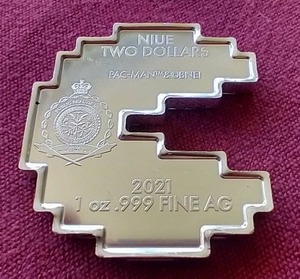 NIUE
TWO DOLLARS
PAC-MAN™&©BNEI
2021
1 oz .999 FINE AG